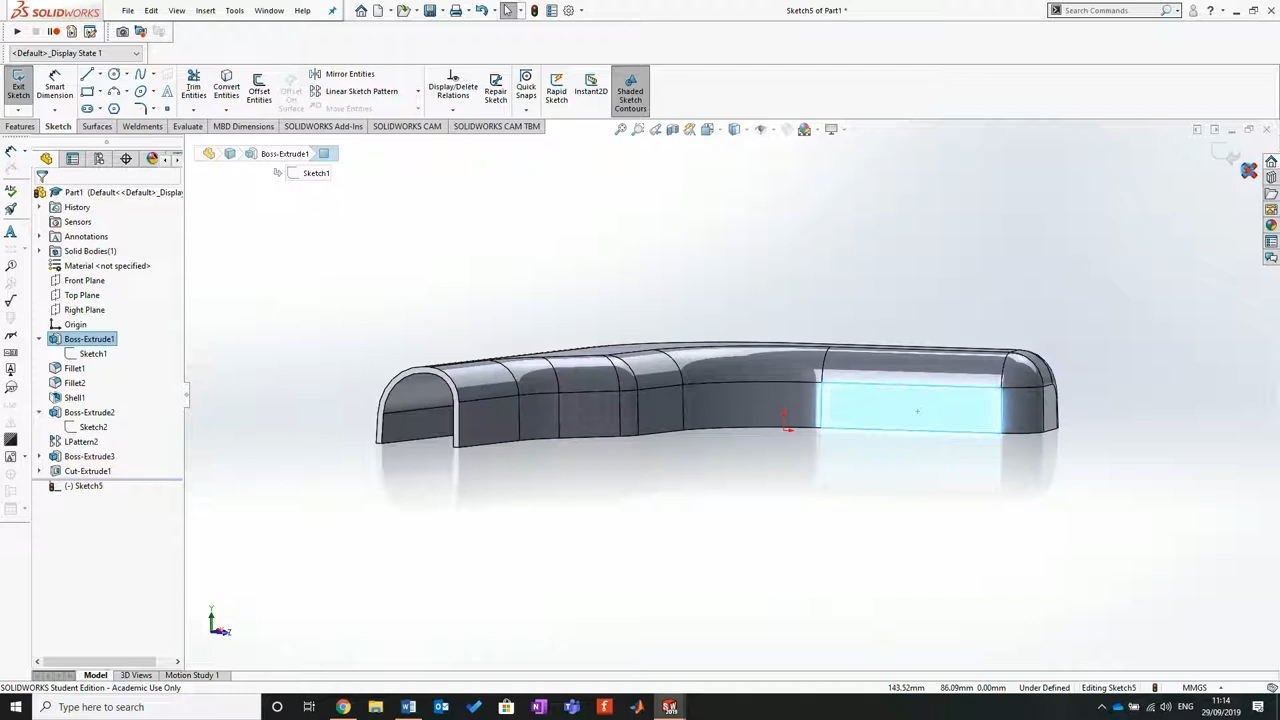 SOLIDWORKS File Edit View Insert Tools Window Help Sketch5 of Part1 * Search Commands
<Default>_Display State 1
Exit Sketch
Smart Dimension
Trim Entities
Convert Entities
Offset Entities
Offset On Surface
Mirror Entities
Linear Sketch Pattern
Move Entities
Display/Delete Relations
Repair Sketch
Quick Snaps
Rapid Sketch
Instant2D
Shaded Sketch Contours
Features Sketch Surfaces Weldments Evaluate MBD Dimensions SOLIDWORKS Add-Ins SOLIDWORKS CAM SOLIDWORKS CAM TBM
Boss-Extrude1
Sketch1
Part1 (Default<<Default>_Display
History
Sensors
Annotations
Solid Bodies(1)
Material <not specified>
Front Plane
Top Plane
Right Plane
Origin
Boss-Extrude1
Sketch1
Fillet1
Fillet2
Shell1
Boss-Extrude2
Sketch2
LPattern2
Boss-Extrude3
Cut-Extrude1
(-) Sketch5
Y
Z
Model 3D Views Motion Study 1
SOLIDWORKS Student Edition - Academic Use Only 143.52mm 86.09mm 0.00mm Under Defined Editing Sketch5 MMGS
Type here to search
ENG
11:14
29/09/2019